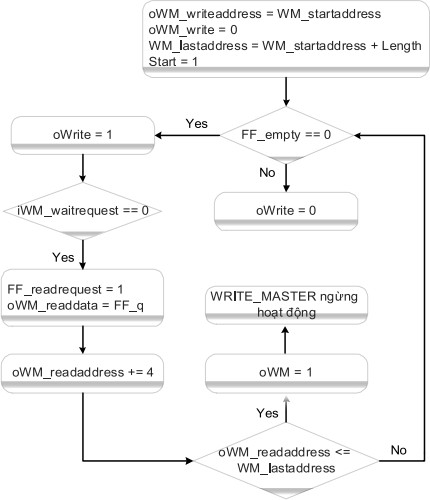 oWM_writeaddress = WM_startaddress
oWM_write = 0
WM_lastaddress = WM_startaddress + Length
Start = 1
Yes
oWrite = 1
FF_empty == 0
No
iWM_waitrequest == 0
oWrite = 0
Yes
FF_readrequest = 1
oWM_readdata = FF_q
WRITE_MASTER ngừng
hoạt động
oWM_readaddress += 4
oWM = 1
Yes
No
oWM_readaddress <=
WM_lastaddress